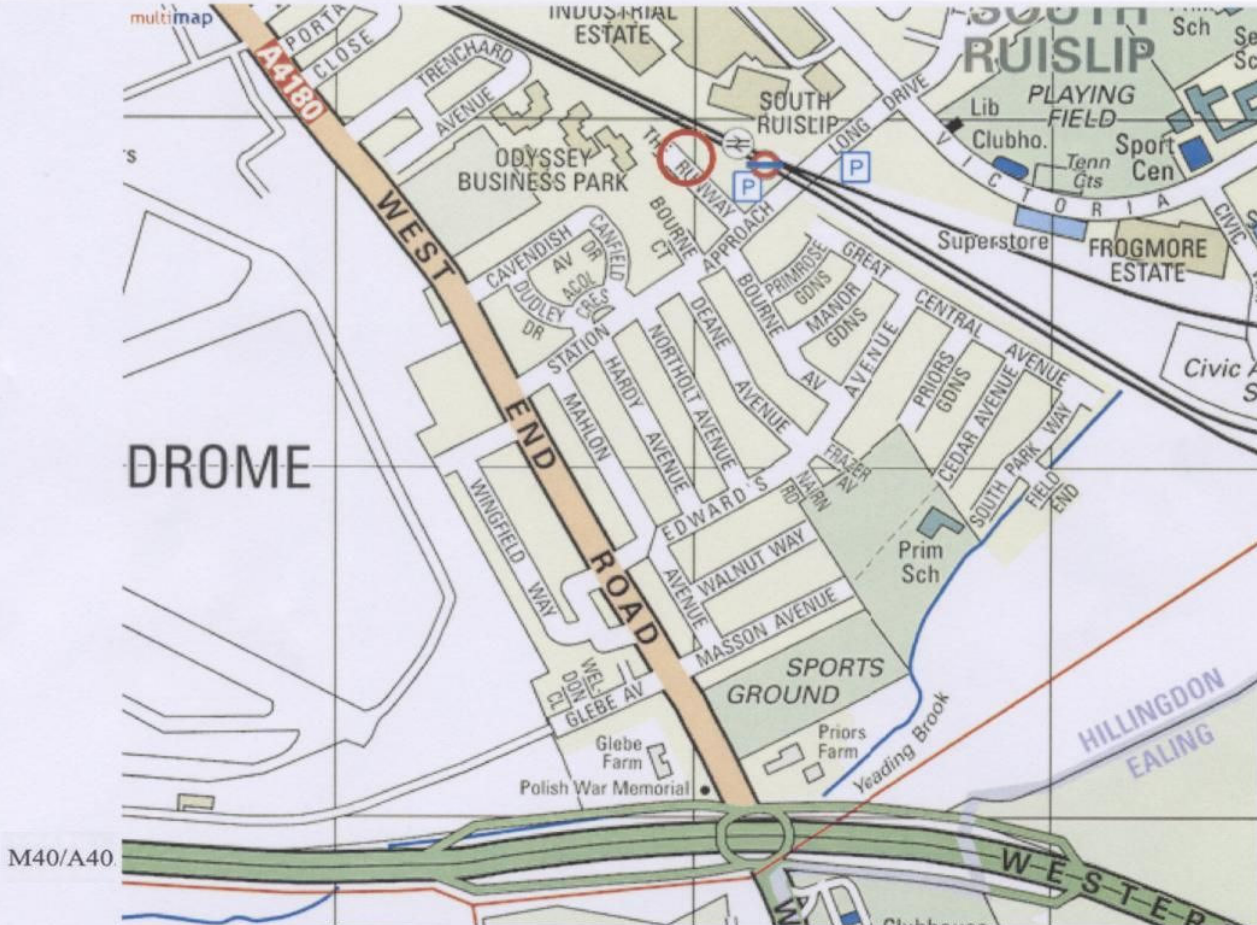 multimap
INDUSTRIAL
ESTATE
SOUTH
RUISLIP
Sch
PORTA
CLOSE
A4180
TRENCHARD
AVENUE
SOUTH
RUISLIP
LONG
DRIVE
PLAYING
FIELD
Lib
Clubho.
Tenn
Cts
Sport
Cen
VICTORIA
CIVIC
ODYSSEY
BUSINESS PARK
THE RUNWAY
P
P
WEST
END
ROAD
BOURNE
CT
APPROACH
Superstore
FROGMORE
ESTATE
CAVENDISH
AV
CANFIELD
DR
ACOL
CRES
DUDLEY
DR
STATION
PRIMROSE
GDNS
MANOR
GDNS
GREAT
CENTRAL
AVENUE
BOURNE
AV
DEANE
AVENUE
NORTHOLT AVENUE
HARDY
AVENUE
MAHLON
AVENUE
PRIORS
GDNS
CEDAR AVENUE
SOUTH PARK WAY
FIELD
END
Civic
DROME
WINGFIELD
WAY
EDWARD'S
AVENUE
NAIRN
RD
FRAZER
AV
Prim
Sch
WALNUT WAY
MASSON AVENUE
SPORTS
GROUND
WEL-
DON
CL
GLEBE AV
Glebe
Farm
Priors
Farm
Yeading Brook
HILLINGDON
EALING
Polish War Memorial
M40/A40
WESTER
W